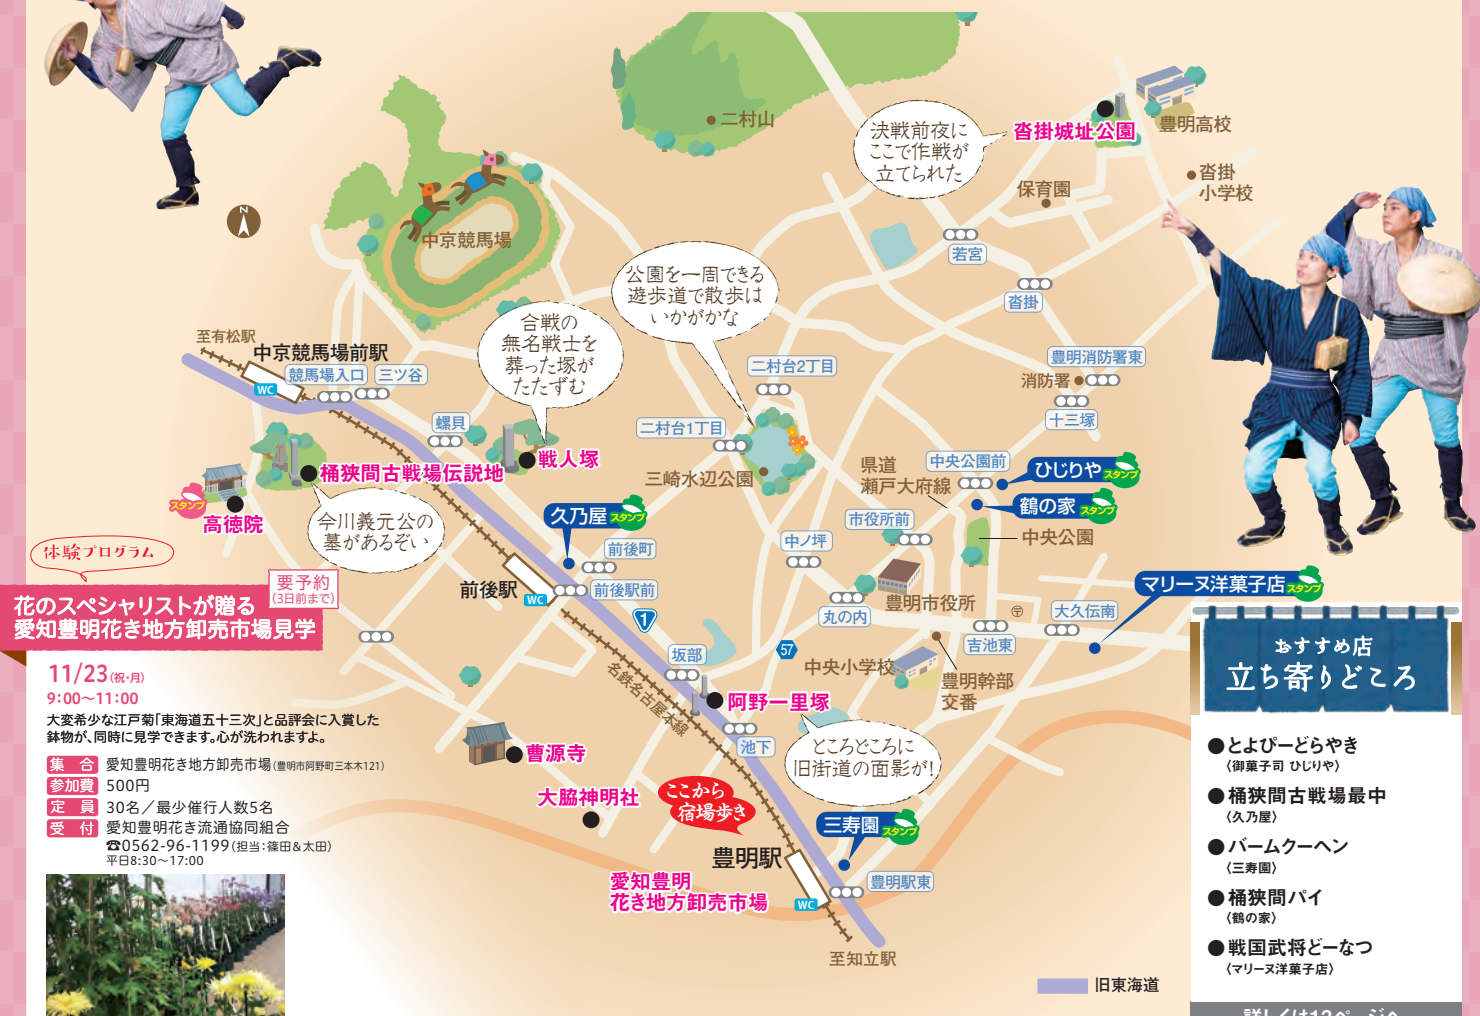 二村山
決戦前夜に
ここで作戦が
立てられた
沓掛城址公園
豊明高校
沓掛
小学校
保育園
N
中京競馬場
若宮
沓掛
公園を一周できる
遊歩道で散歩は
いかがかな
合戦の
無名戦士を
葬った塚が
たたずむ
至有松駅
中京競馬場前駅
WC
競馬場入口
三ツ谷
螺貝
二村台2丁目
二村台1丁目
豊明消防署東
消防署
十三塚
桶狭間古戦場伝説地
戦人塚
三崎水辺公園
県道
瀬戸大府線
中央公園前
ひじりや
スタンプ
鶴の家
スタンプ
スタンプ
高徳院
今川義元公の
墓があるぞい
久乃屋
スタンプ
市役所前
中央公園
中ノ坪
前後町
前後駅
WC
前後駅前
マリーヌ洋菓子店
スタンプ
豊明市役所
丸の内
大久伝南
吉池東
1
57
坂部
中央小学校
豊明幹部
交番
名鉄名古屋本線
阿野一里塚
池下
曹源寺
ところどころに
旧街道の面影が!
大脇神明社
ここから
宿場歩き
三寿園
スタンプ
豊明駅
WC
愛知豊明
花き地方卸売市場
豊明駅東
至知立駅
旧東海道
体験プログラム
要予約
(3日前まで)
花のスペシャリストが贈る
愛知豊明花き地方卸売市場見学
11/23(祝・月)
9:00〜11:00
大変希少な江戸菊「東海道五十三次」と品評会に入賞した
鉢物が、同時に見学できます。心が洗われますよ。
集 合 愛知豊明花き地方卸売市場(豊明市阿野町三本木121)
参加費 500円
定 員 30名／最少催行人数5名
受 付 愛知豊明花き流通協同組合
☎0562-96-1199(担当:篠田&太田)
平日8:30〜17:00
おすすめ店
立ち寄りどころ
●とよぴーどらやき
〈御菓子司 ひじりや〉
●桶狭間古戦場最中
〈久乃屋〉
●バームクーヘン
〈三寿園〉
●桶狭間パイ
〈鶴の家〉
●戦国武将どーなつ
〈マリーヌ洋菓子店〉
詳しくは12ページへ